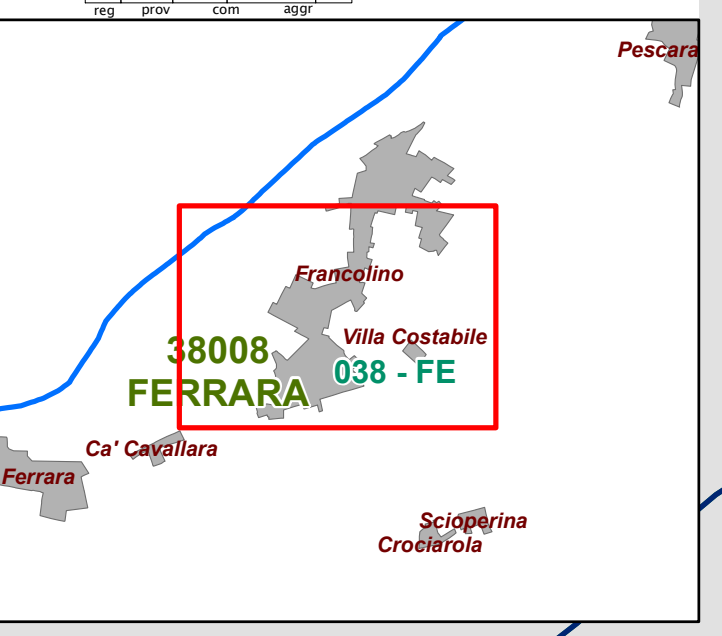 reg prov com aggr
Pescara
Francolino
Villa Costabile
38008
FERRARA
038 - FE
Ca' Cavallara
Ferrara
Scioperina
Crociarola